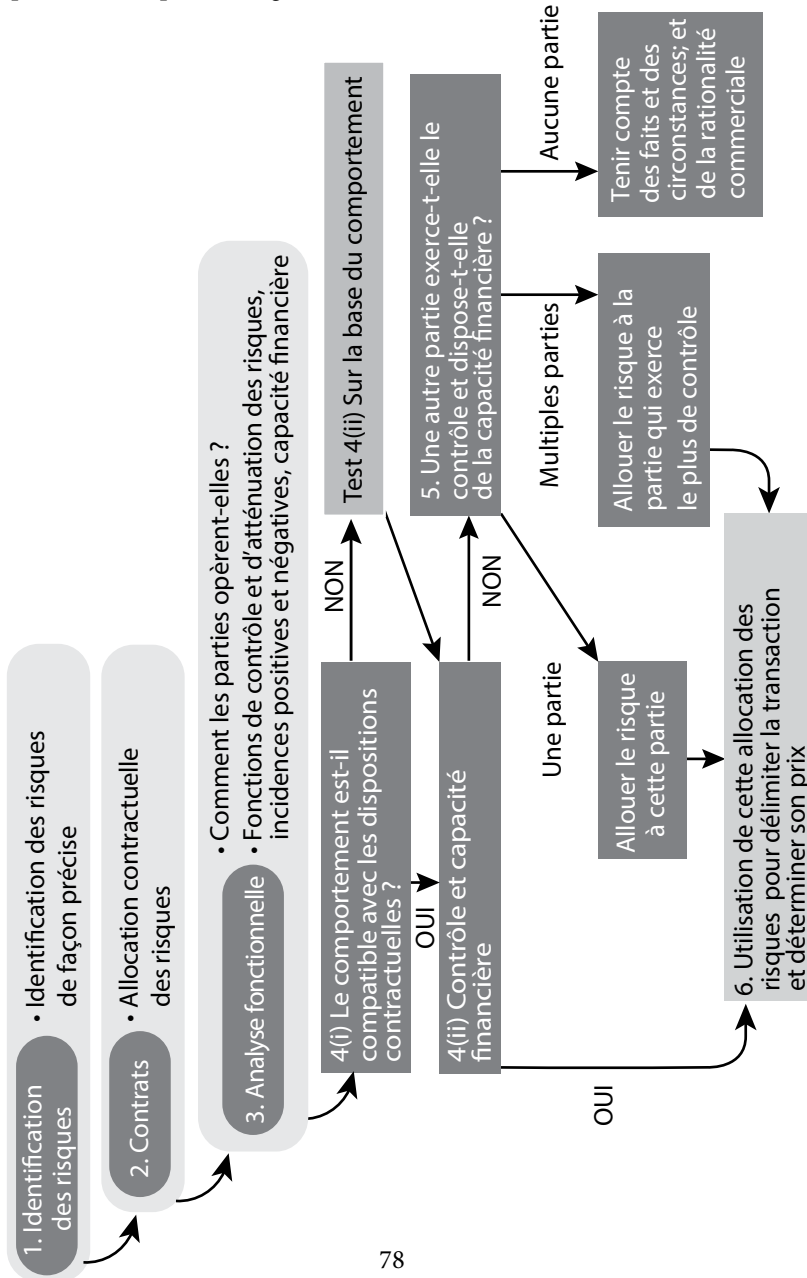 1. Identification
des risques
• Identification des risques
de façon précise
2. Contrats
• Allocation contractuelle
des risques
3. Analyse fonctionnelle
• Comment les parties opèrent-elles ?
• Fonctions de contrôle et d'atténuation des risques,
incidences positives et négatives, capacité financière
4(i) Le comportement est-il
compatible avec les dispositions
contractuelles ?
NON
Test 4(ii) Sur la base du comportement
OUI
4(ii) Contrôle et capacité
financière
NON
5. Une autre partie exerce-t-elle le
contrôle et dispose-t-elle
de la capacité financière ?
Une partie
Multiples parties
Aucune partie
Allouer le risque
à cette partie
Allouer le risque à la
partie qui exerce
le plus de contrôle
Tenir compte
des faits et des
circonstances; et
de la rationalité
commerciale
OUI
6. Utilisation de cette allocation des
risques pour délimiter la transaction
et déterminer son prix
78